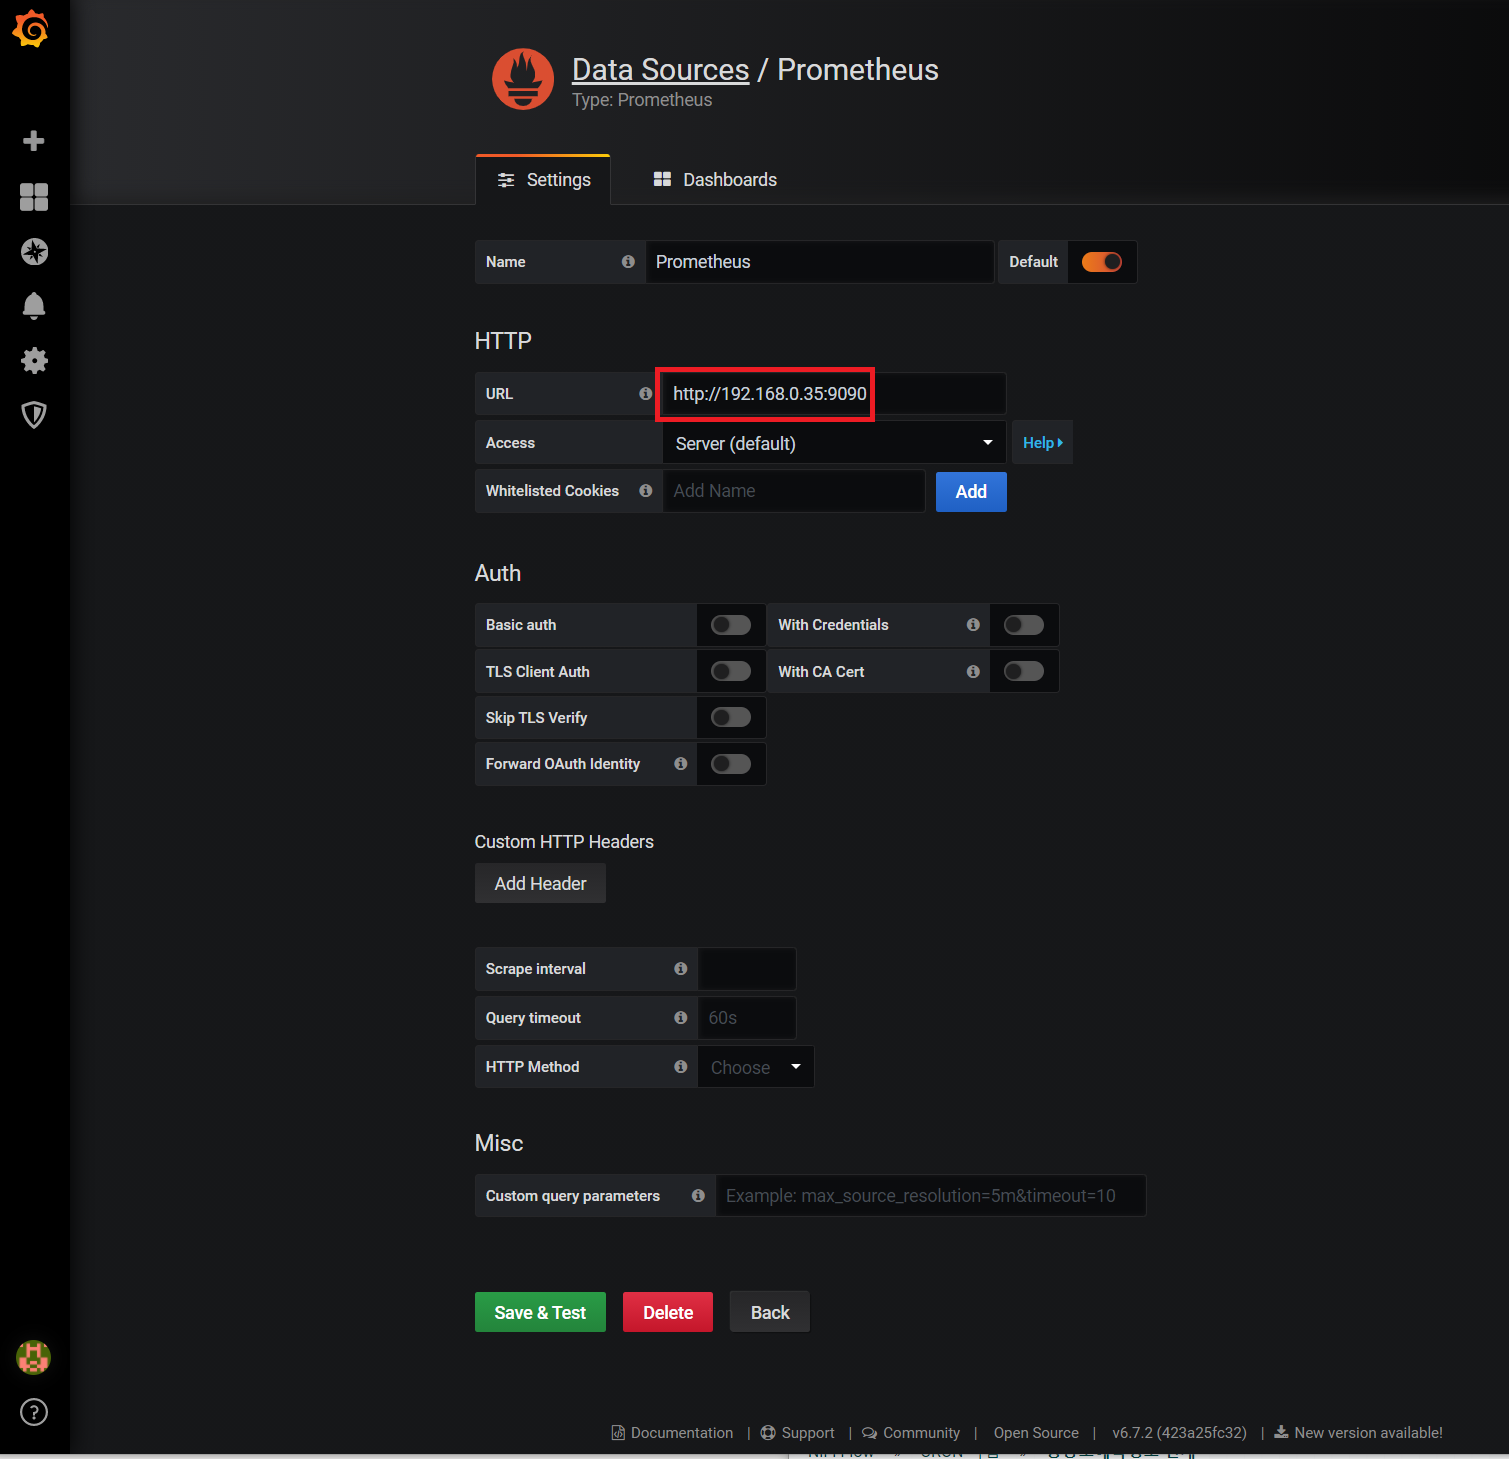 Data Sources / Prometheus
Type: Prometheus
Settings
Dashboards
Name
Prometheus
Default
HTTP
URL
http://192.168.0.35:9090
Access
Server (default)
Help
Whitelisted Cookies
Add Name
Add
Auth
Basic auth
With Credentials
TLS Client Auth
With CA Cert
Skip TLS Verify
Forward OAuth Identity
Custom HTTP Headers
Add Header
Scrape interval
Query timeout
60s
HTTP Method
Choose
Misc
Custom query parameters
Example: max_source_resolution=5m&timeout=10
Save & Test
Delete
Back
Documentation | Support | Community | Open Source | v6.7.2 (423a25fc32) | New version available!